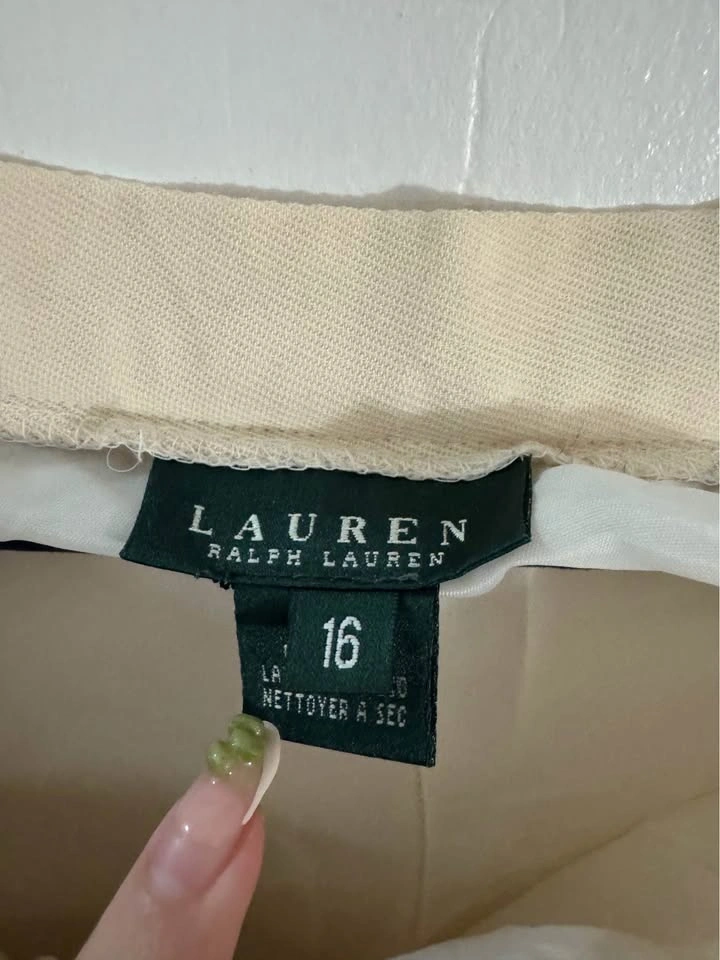 LAUREN
RALPH LAUREN
16
NETTOYER A SEC